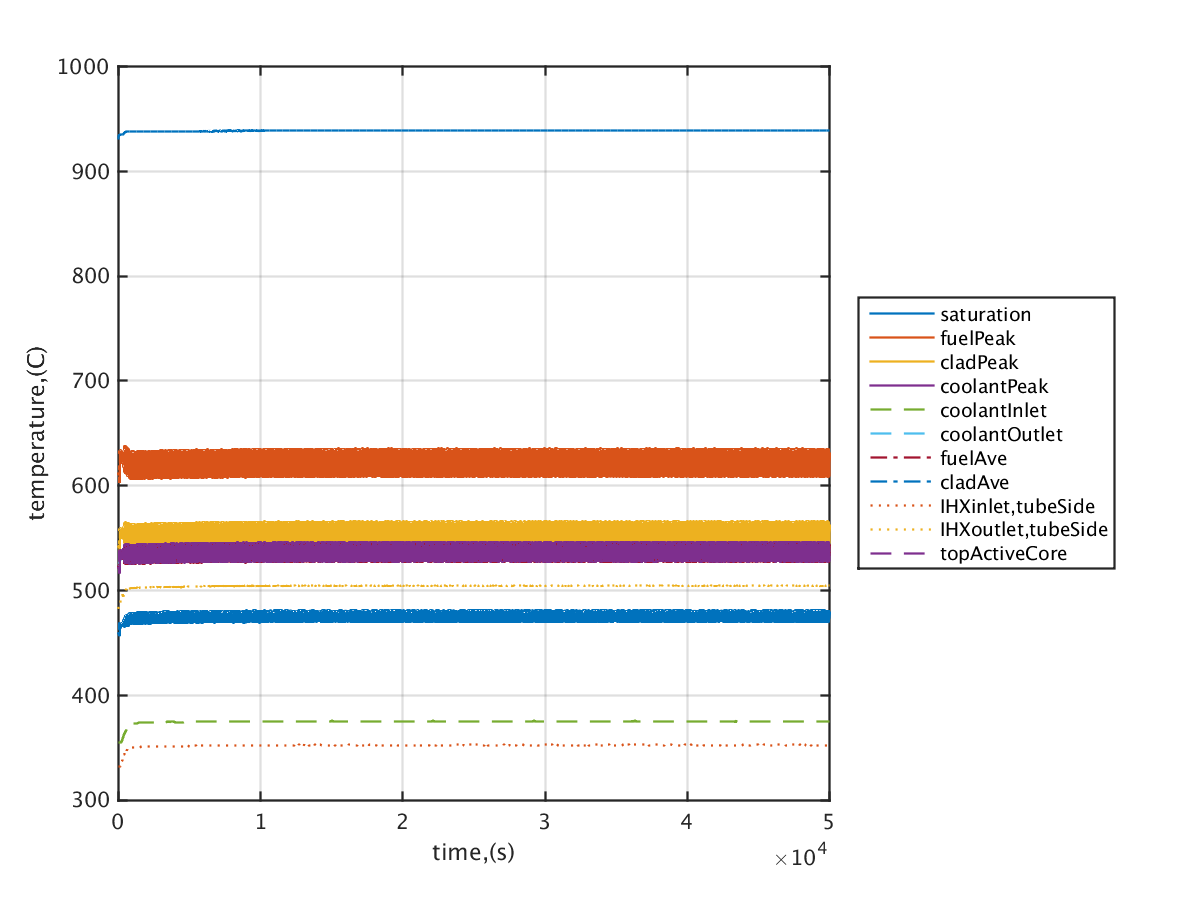 1000
900
800
700
600
500
400
300
temperature,(C)
0
1
2
3
4
5
time,(s)
×10^4
saturation
fuelPeak
cladPeak
coolantPeak
coolantInlet
coolantOutlet
fuelAve
cladAve
IHXinlet,tubeSide
IHXoutlet,tubeSide
topActiveCore